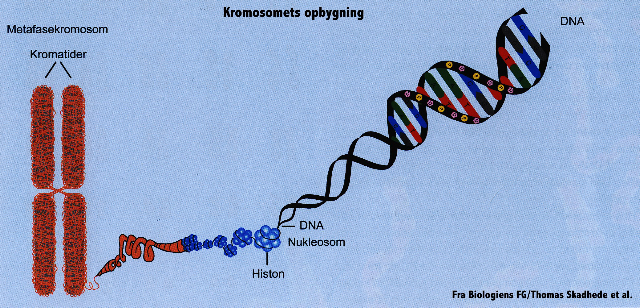 Kromosomets opbygning
Metafasekromosom
Kromatider
DNA
DNA
Nukleosom
Histon
Fra Biologiens FG/Thomas Skadhede et al.